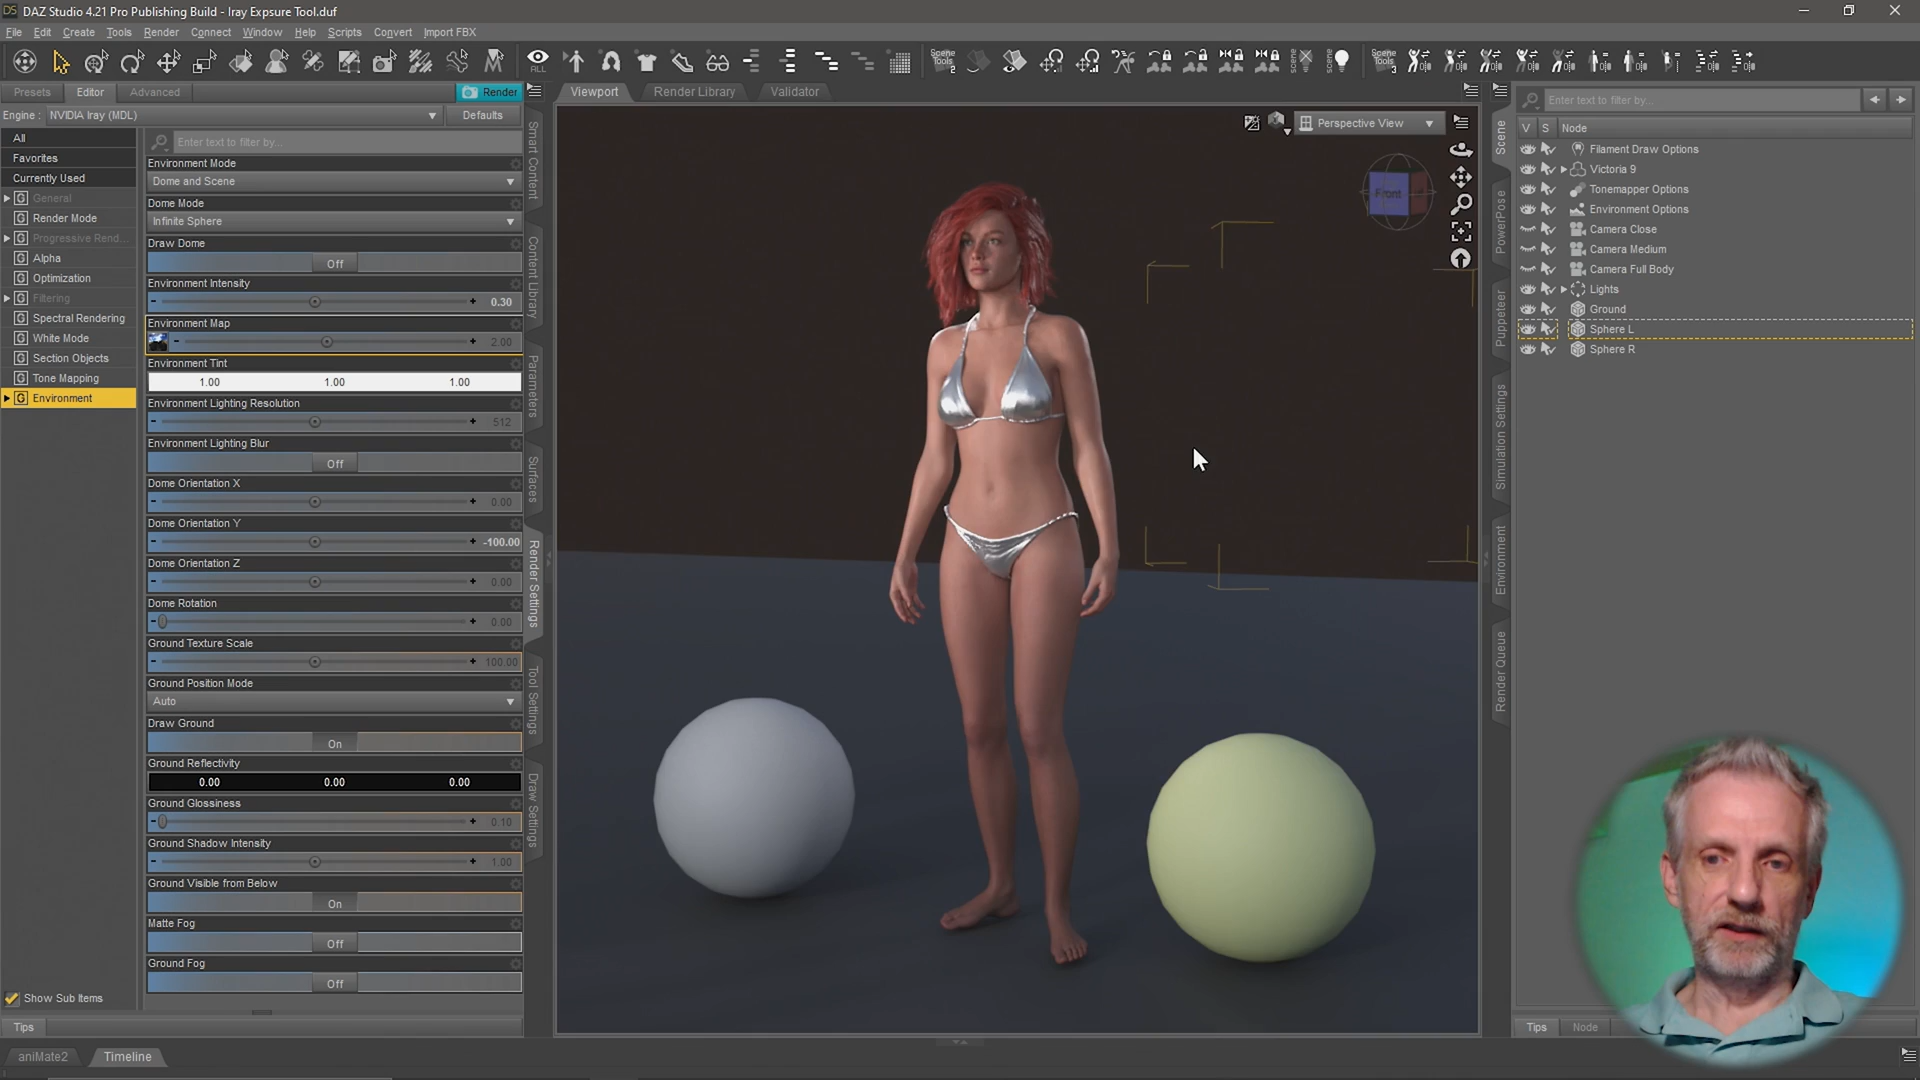 DAZ Studio 4.21 Pro Publishing Build - Iray Expsure Tool.duf
File Edit Create Tools Render Connect Window Help Scripts Convert Import FBX
ALL
Scene Tools 2
Scene Tools 3
Presets Editor Advanced Render
Engine : NVIDIA Iray (MDL) Defaults
All
Favorites
Currently Used
General
Render Mode
Progressive Rend...
Alpha
Optimization
Filtering
Spectral Rendering
White Mode
Section Objects
Tone Mapping
Environment
Show Sub Items
Tips
Enter text to filter by...
Environment Mode
Dome and Scene
Dome Mode
Infinite Sphere
Draw Dome
Off
Environment Intensity
0.30
Environment Map
2.00
Environment Tint
1.00 1.00 1.00
Environment Lighting Resolution
512
Environment Lighting Blur
Off
Dome Orientation X
0.00
Dome Orientation Y
-100.00
Dome Orientation Z
0.00
Dome Rotation
0.00
Ground Texture Scale
100.00
Ground Position Mode
Auto
Draw Ground
On
Ground Reflectivity
0.00 0.00 0.00
Ground Glossiness
0.10
Ground Shadow Intensity
1.00
Ground Visible from Below
On
Matte Fog
Off
Ground Fog
Off
Smart Content
Content Library
Parameters
Surfaces
Render Settings
Tool Settings
Draw Settings
Viewport Render Library Validator
Perspective View
Front
Scene
PowerPose
Puppeteer
Simulation Settings
Environment
Render Queue
Enter text to filter by...
V S Node
Filament Draw Options
Victoria 9
Tonemapper Options
Environment Options
Camera Close
Camera Medium
Camera Full Body
Lights
Ground
Sphere L
Sphere R
Tips Node
aniMate2 Timeline